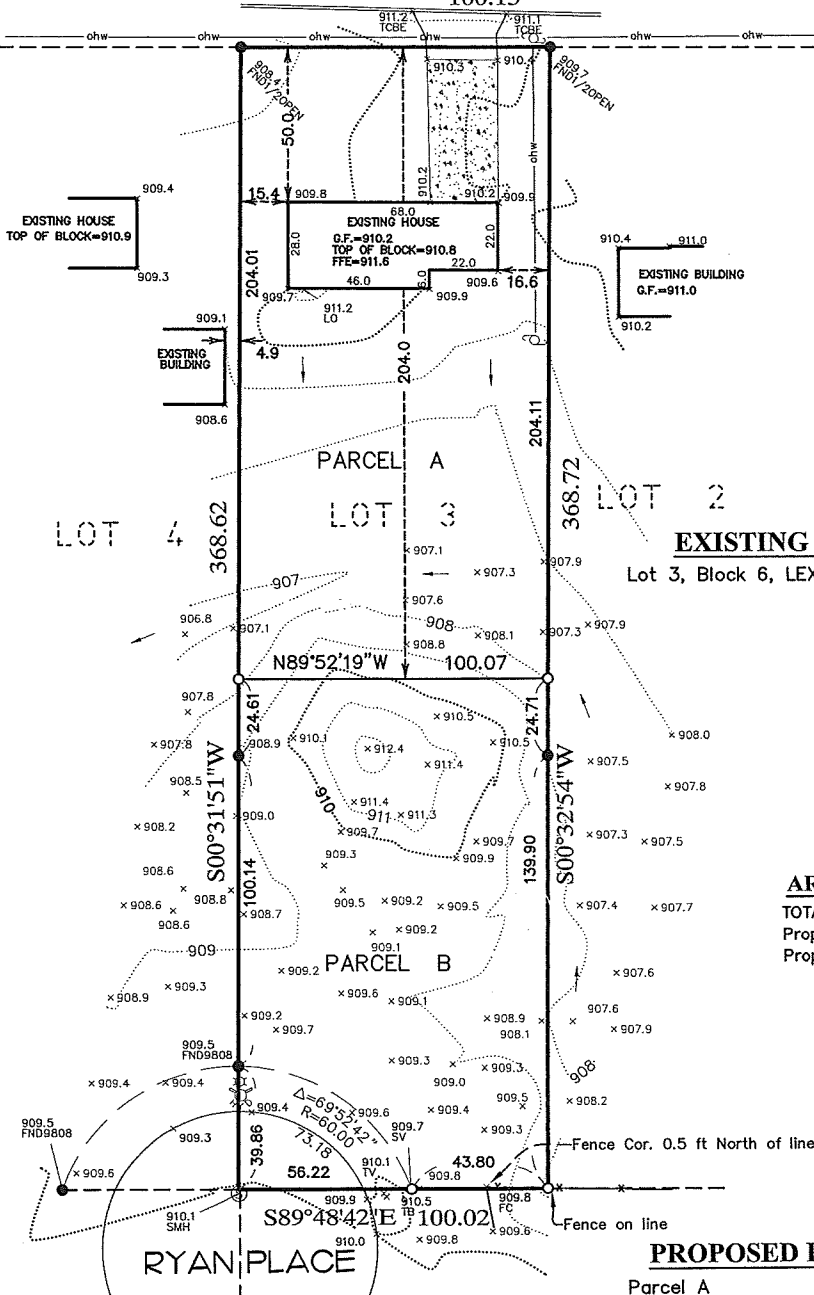 911.2
TCBE
911.1
TCBE
ohw
ohw
ohw
ohw
ohw
ohw
908.4
FND1/2OPEN
909.7
FND1/2OPEN
910.3
910.4
50.0
ohw
909.4
EXISTING HOUSE
TOP OF BLOCK=910.9
909.3
15.4
909.8
910.2
910.2
909.9
68.0
EXISTING HOUSE
G.F.=910.2
TOP OF BLOCK=910.8
FFE=911.6
28.0
22.0
22.0
46.0
6.0
204.01
909.7
911.2
LO
909.9
909.6
16.6
910.4
911.0
EXISTING BUILDING
G.F.=911.0
910.2
909.1
EXISTING
BUILDING
4.9
908.6
204.0
204.11
PARCEL A
LOT 4
368.62
LOT 3
368.72
LOT 2
EXISTING
Lot 3, Block 6, LEX
907.1
907.9
907
907.3
907.6
906.8
907.1
908
908.8
908.1
907.3
907.9
N89°52'19"W 100.07
907.8
24.61
24.71
910.5
908.0
907.8
908.9
910.1
912.4
910.5
911.4
907.5
908.5
S00°31'51"W
910
911.4
911
911.3
S00°32'54"W
907.8
908.2
909.0
909.7
909.7
907.3
907.5
909.3
909.9
139.90
908.6
100.14
908.8
908.6
908.6
908.7
909.5
909.2
909.5
907.4
907.7
909.2
909.1
909
PARCEL B
909.2
909.3
908.9
909.6
909.1
907.6
909.2
909.7
908.9
908.1
907.6
907.9
909.5
FND9808
909.3
909.3
909.0
908
909.4
909.4
909.4
Δ=69°52'42"
R=60.00
73.18
909.6
909.4
909.5
908.2
909.5
FND9808
909.3
909.7
SV
909.3
39.86
Fence Cor. 0.5 ft North of line
909.6
56.22
910.1
TV
909.8
43.80
910.1
SMH
909.9
910.5
TB
909.8
FC
S89°48'42"E 100.02
909.6
Fence on line
910.0
909.8
RYAN PLACE
Parcel A